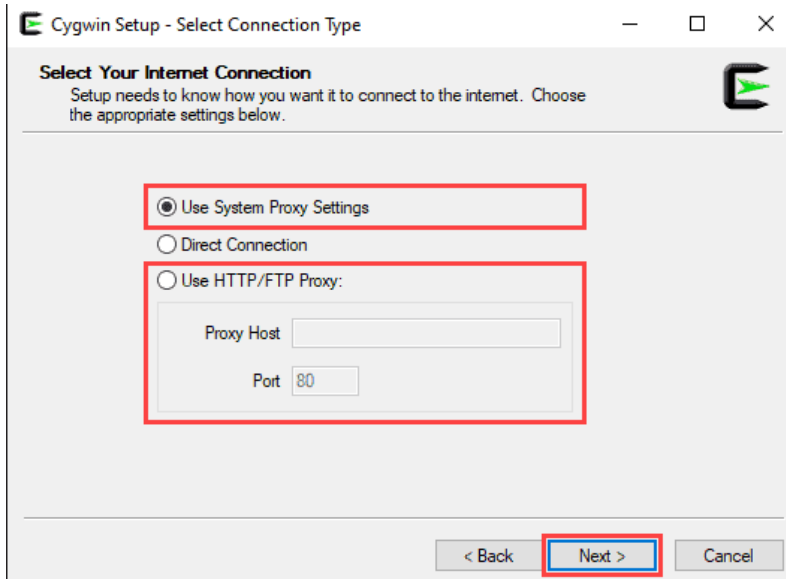 Cygwin Setup - Select Connection Type
Select Your Internet Connection
Setup needs to know how you want it to connect to the internet. Choose
the appropriate settings below.
Use System Proxy Settings
Direct Connection
Use HTTP/FTP Proxy:
Proxy Host
Port 80
< Back Next > Cancel